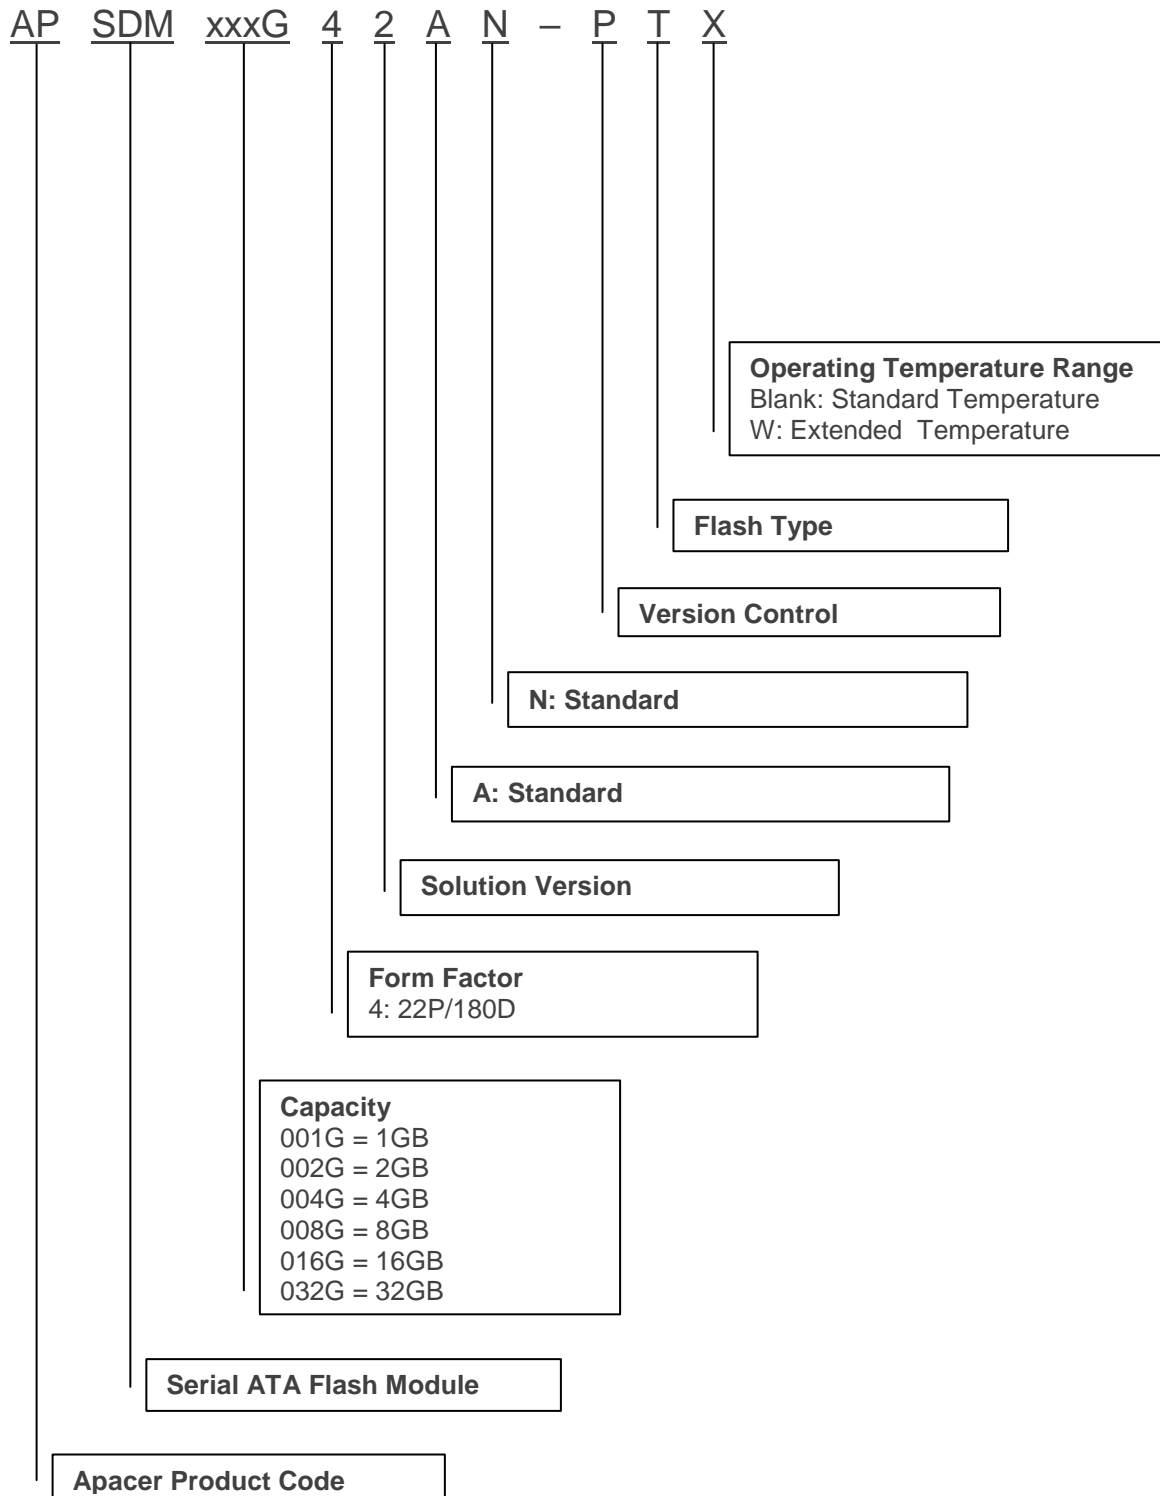 AP SDM xxxG 4 2 A N – P T X
Operating Temperature Range
Blank: Standard Temperature
W: Extended Temperature
Flash Type
Version Control
N: Standard
A: Standard
Solution Version
Form Factor
4: 22P/180D
Capacity
001G = 1GB
002G = 2GB
004G = 4GB
008G = 8GB
016G = 16GB
032G = 32GB
Serial ATA Flash Module
Apacer Product Code